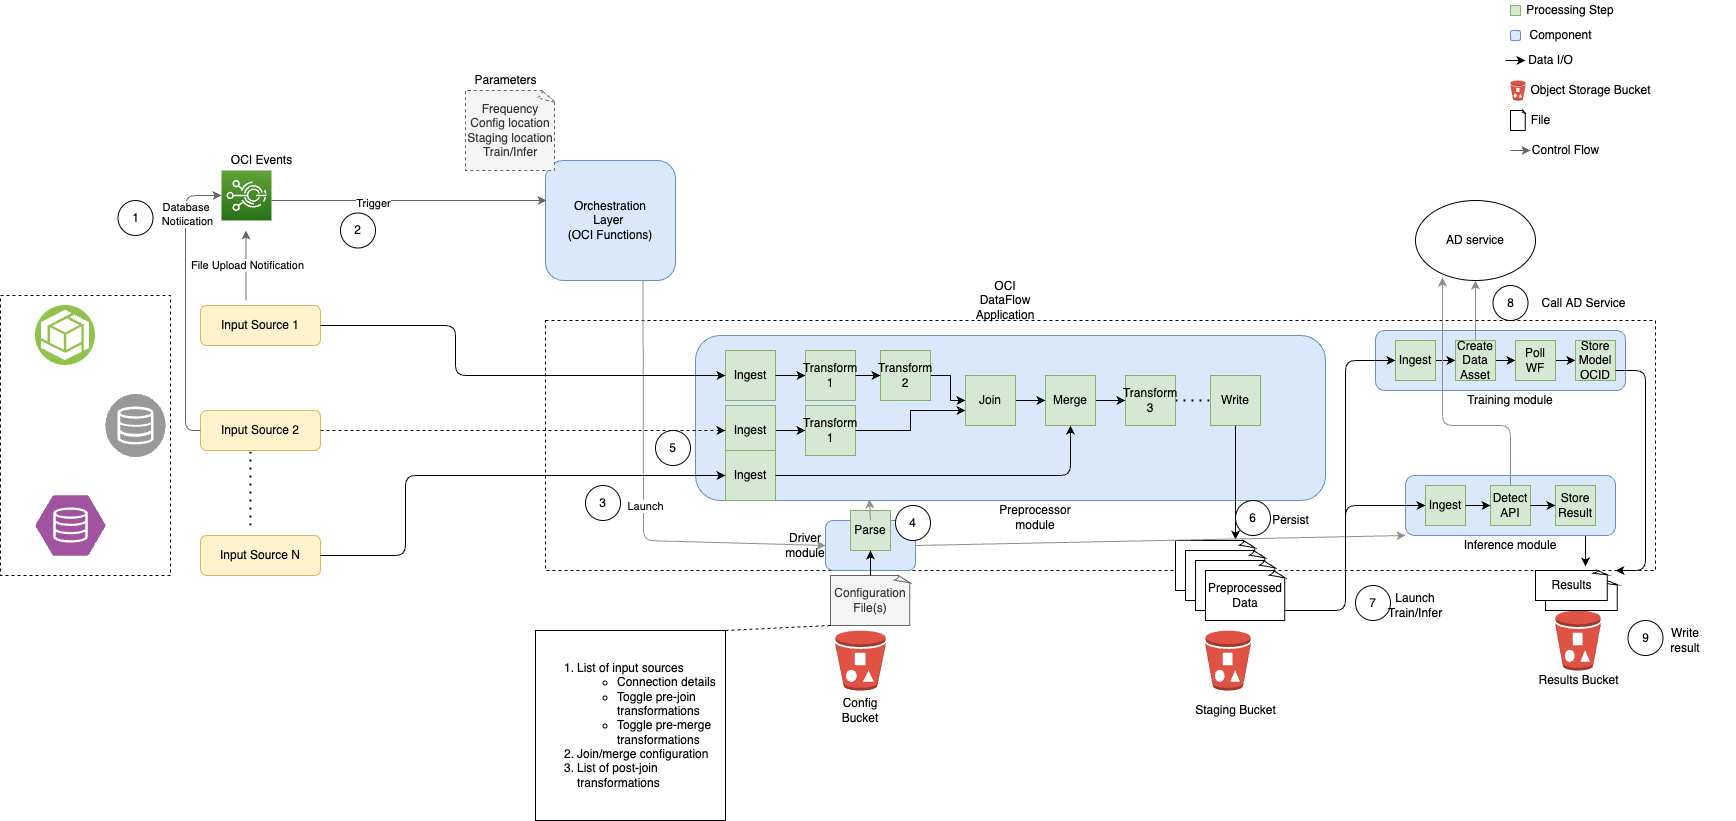 Processing Step
Component
Data I/O
Object Storage Bucket
File
Control Flow
Parameters
Frequency
Config location
Staging location
Train/Infer
OCI Events
1
Database
Notiication
Trigger
2
Orchestration
Layer
(OCI Functions)
File Upload Notification
AD service
8
Call AD Service
OCI
DataFlow
Application
Input Source 1
Input Source 2
Input Source N
Ingest
Transform
1
Transform
2
Ingest
Transform
1
Ingest
Join
Merge
Transform
3
Write
5
3
Launch
Preprocessor
module
Ingest
Create
Data
Asset
Poll
WF
Store
Model
OCID
Training module
Ingest
Detect
API
Store
Result
Inference module
Driver
module
Parse
4
6
Persist
Configuration
File(s)
Preprocessed
Data
7
Launch
Train/Infer
Results
9
Write
result
Results Bucket
Config
Bucket
Staging Bucket
1. List of input sources
Connection details
Toggle pre-join
transformations
Toggle pre-merge
transformations
2. Join/merge configuration
3. List of post-join
transformations